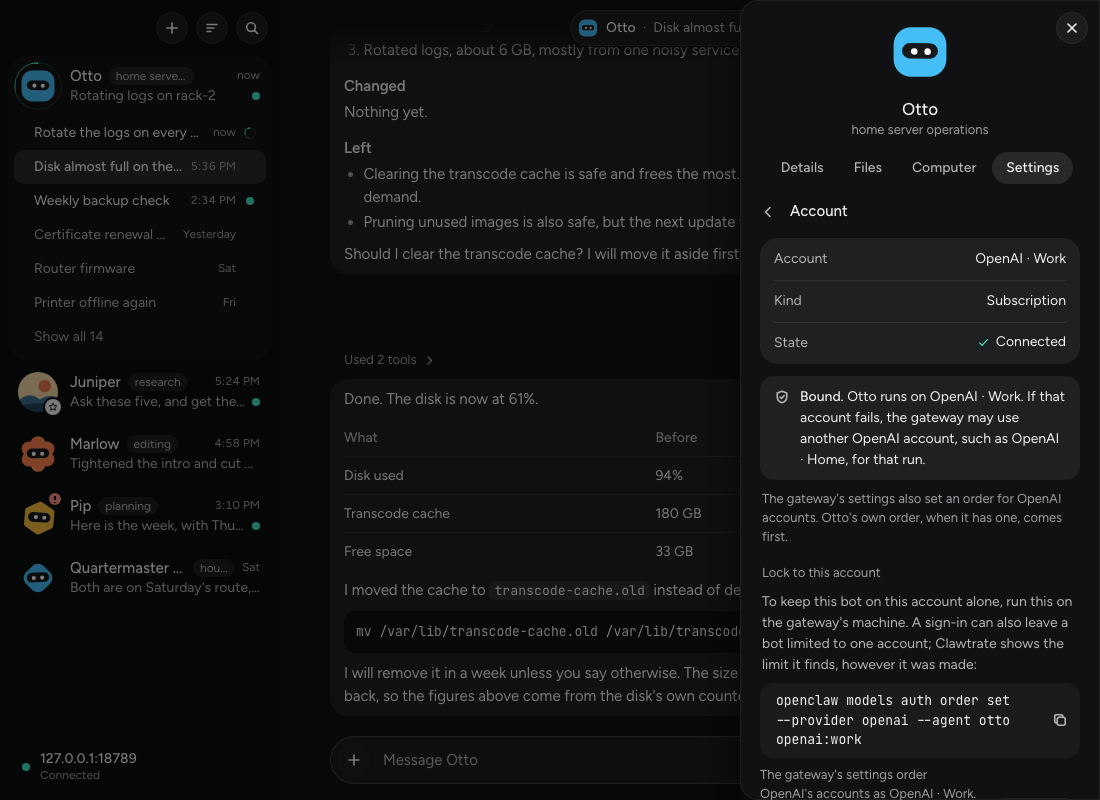 Otto
home serve...
now
Rotating logs on rack-2
Rotate the logs on every ...
now
Disk almost full on the...
5:36 PM
Weekly backup check
2:34 PM
Certificate renewal ...
Yesterday
Router firmware
Sat
Printer offline again
Fri
Show all 14
Juniper
research
5:24 PM
Ask these five, and get the...
Marlow
editing
4:58 PM
Tightened the intro and cut ...
Pip
planning
3:10 PM
Here is the week, with Thu...
Quartermaster ...
hou...
Sat
Both are on Saturday's route,...
127.0.0.1:18789
Connected
Otto · Disk almost fu
3. Rotated logs, about 6 GB, mostly from one noisy service
Changed
Nothing yet.
Left
• Clearing the transcode cache is safe and frees the most.
demand.
• Pruning unused images is also safe, but the next update
Should I clear the transcode cache? I will move it aside first
Used 2 tools
Done. The disk is now at 61%.
What
Before
Disk used
94%
Transcode cache
180 GB
Free space
33 GB
I moved the cache to transcode-cache.old instead of de
mv /var/lib/transcode-cache.old /var/lib/transcod
I will remove it in a week unless you say otherwise. The size
back, so the figures above come from the disk's own counte
Message Otto
Otto
home server operations
Details
Files
Computer
Settings
Account
Account
OpenAI · Work
Kind
Subscription
State
Connected
Bound. Otto runs on OpenAI · Work. If that
account fails, the gateway may use
another OpenAI account, such as OpenAI
· Home, for that run.
The gateway's settings also set an order for OpenAI
accounts. Otto's own order, when it has one, comes
first.
Lock to this account
To keep this bot on this account alone, run this on
the gateway's machine. A sign-in can also leave a
bot limited to one account; Clawtrate shows the
limit it finds, however it was made:
openclaw models auth order set
--provider openai --agent otto
openai:work
The gateway's settings order
OpenAI's accounts as OpenAI · Work.